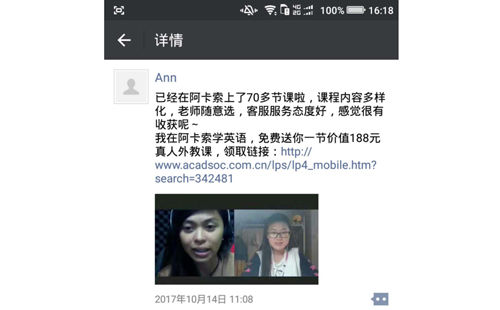 100% 16:18
详情
Ann
已经在阿卡索上了70多节课啦，课程内容多样
化，老师随意选，客服服务态度好，感觉很有
收获呢～
我在阿卡索学英语，免费送你一节价值188元
真人外教课，领取链接：http://
www.acadsoc.com.cn/lps/lp4_mobile.htm?
search=342481
2017年10月14日 11:08